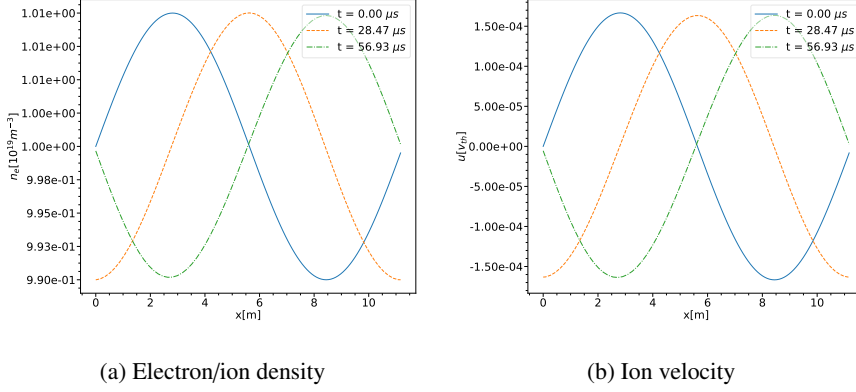 1.01e+00
1.01e+00
1.01e+00
1.00e+00
1.00e+00
9.98e-01
9.95e-01
9.93e-01
9.90e-01
n_e[10^{19}m^{-3}]
0 2 4 6 8 10
x[m]
t = 0.00 μs
t = 28.47 μs
t = 56.93 μs
(a) Electron/ion density
1.50e-04
1.00e-04
5.00e-05
0.00e+00
-5.00e-05
-1.00e-04
-1.50e-04
u[v_{th}]
0 2 4 6 8 10
x[m]
t = 0.00 μs
t = 28.47 μs
t = 56.93 μs
(b) Ion velocity